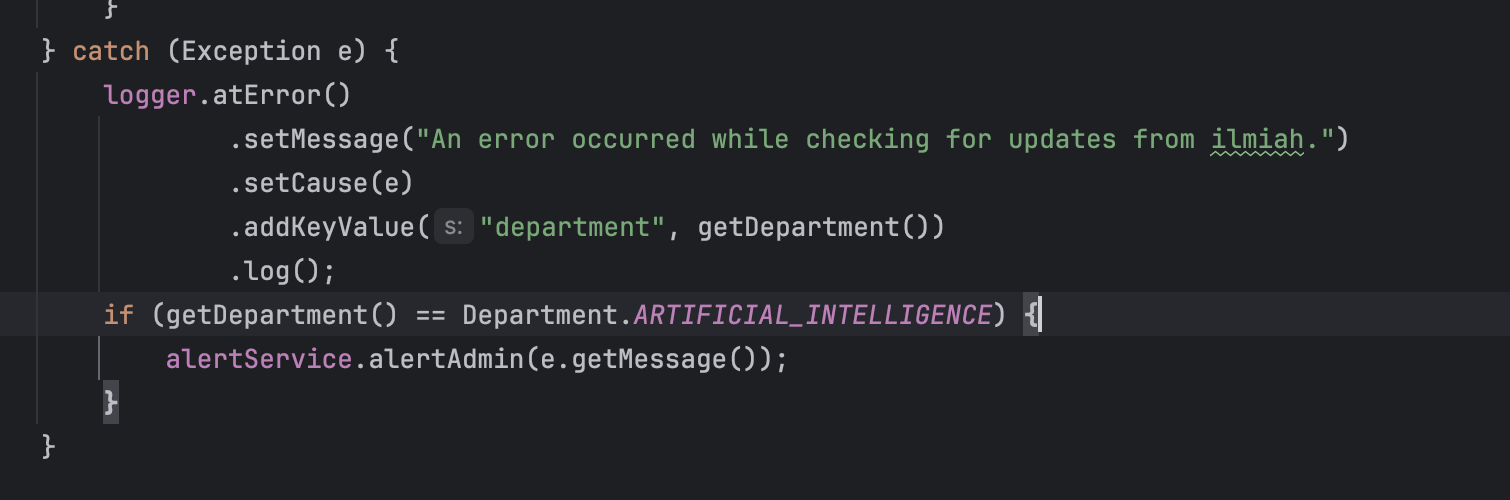 }
} catch (Exception e) {
logger.atError()
.setMessage("An error occurred while checking for updates from ilmiah.")
.setCause(e)
.addKeyValue( s: "department", getDepartment())
.log();
if (getDepartment() == Department.ARTIFICIAL_INTELLIGENCE) {
alertService.alertAdmin(e.getMessage());
}
}